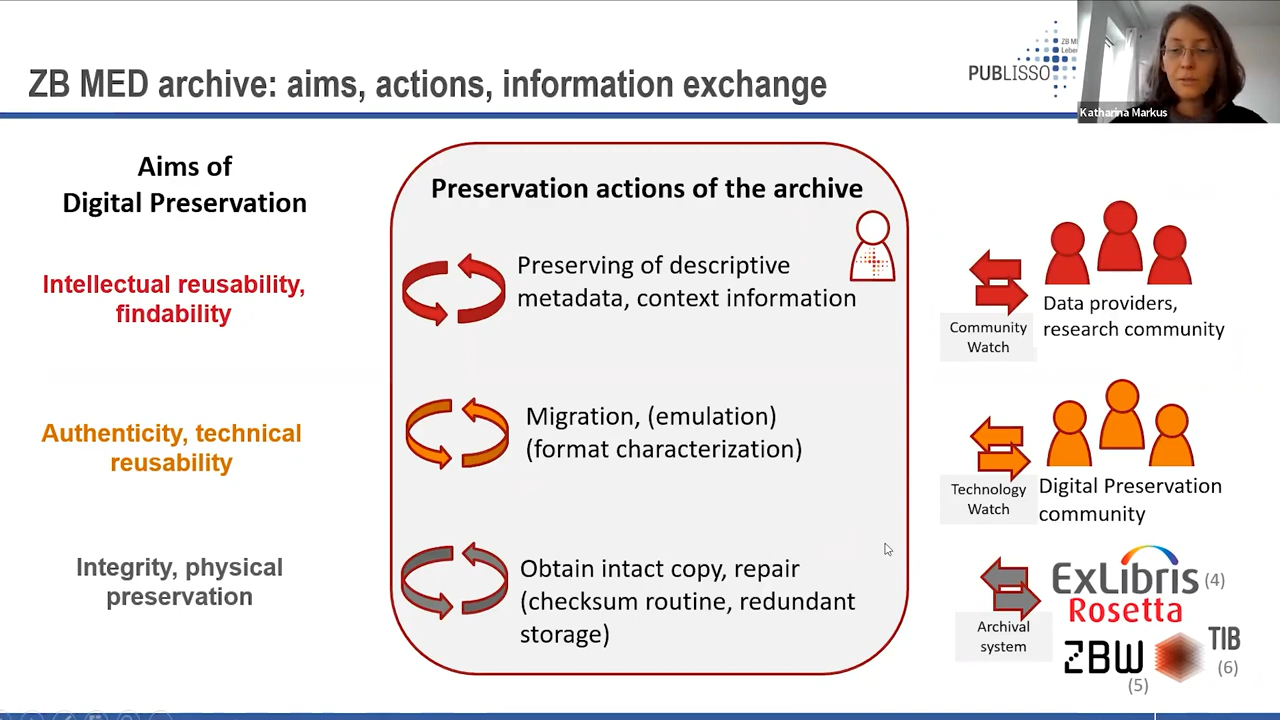 ZB MED archive: aims, actions, information exchange
PUBLISSO
ZB M
Leben
Katharina Markus
Aims of
Digital Preservation
Intellectual reusability,
findability
Authenticity, technical
reusability
Integrity, physical
preservation
Preservation actions of the archive
Preserving of descriptive
metadata, context information
Migration, (emulation)
(format characterization)
Obtain intact copy, repair
(checksum routine, redundant
storage)
Community
Watch
Data providers,
research community
Technology
Watch
Digital Preservation
community
Archival
system
ExLibris (4)
Rosetta
ZBW
(5)
TIB
(6)